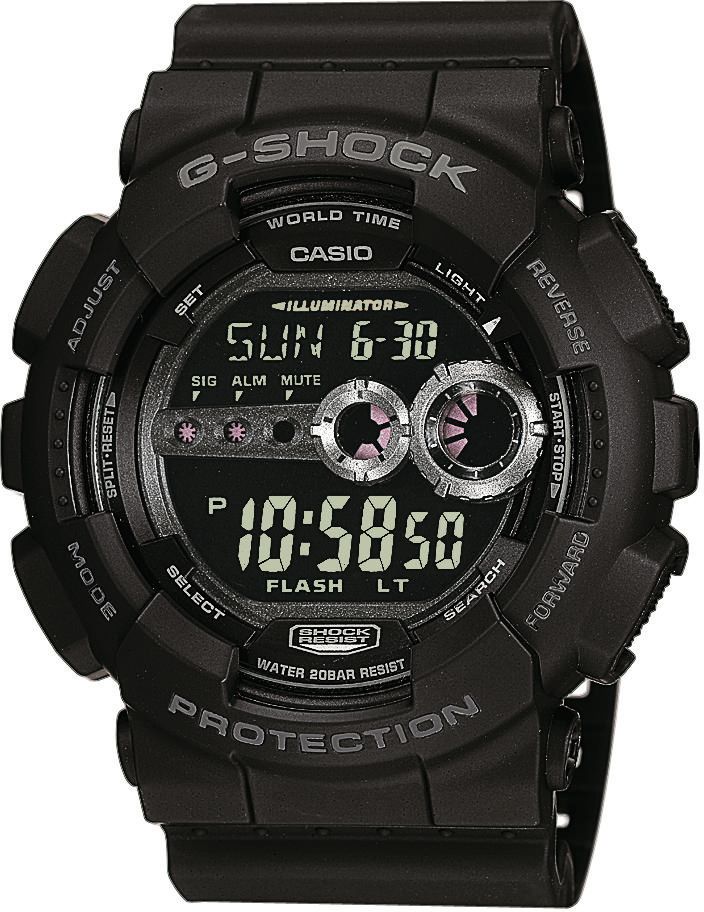 G-SHOCK
WORLD TIME
CASIO
ADJUST
SET
LIGHT
REVERSE
ILLUMINATOR
SUN 6-30
SIG ALM MUTE
SPLIT·RESET
START·STOP
P 10:58 50
FLASH LT
MODE
SELECT
SEARCH
FORWARD
SHOCK
RESIST
WATER 20BAR RESIST
PROTECTION